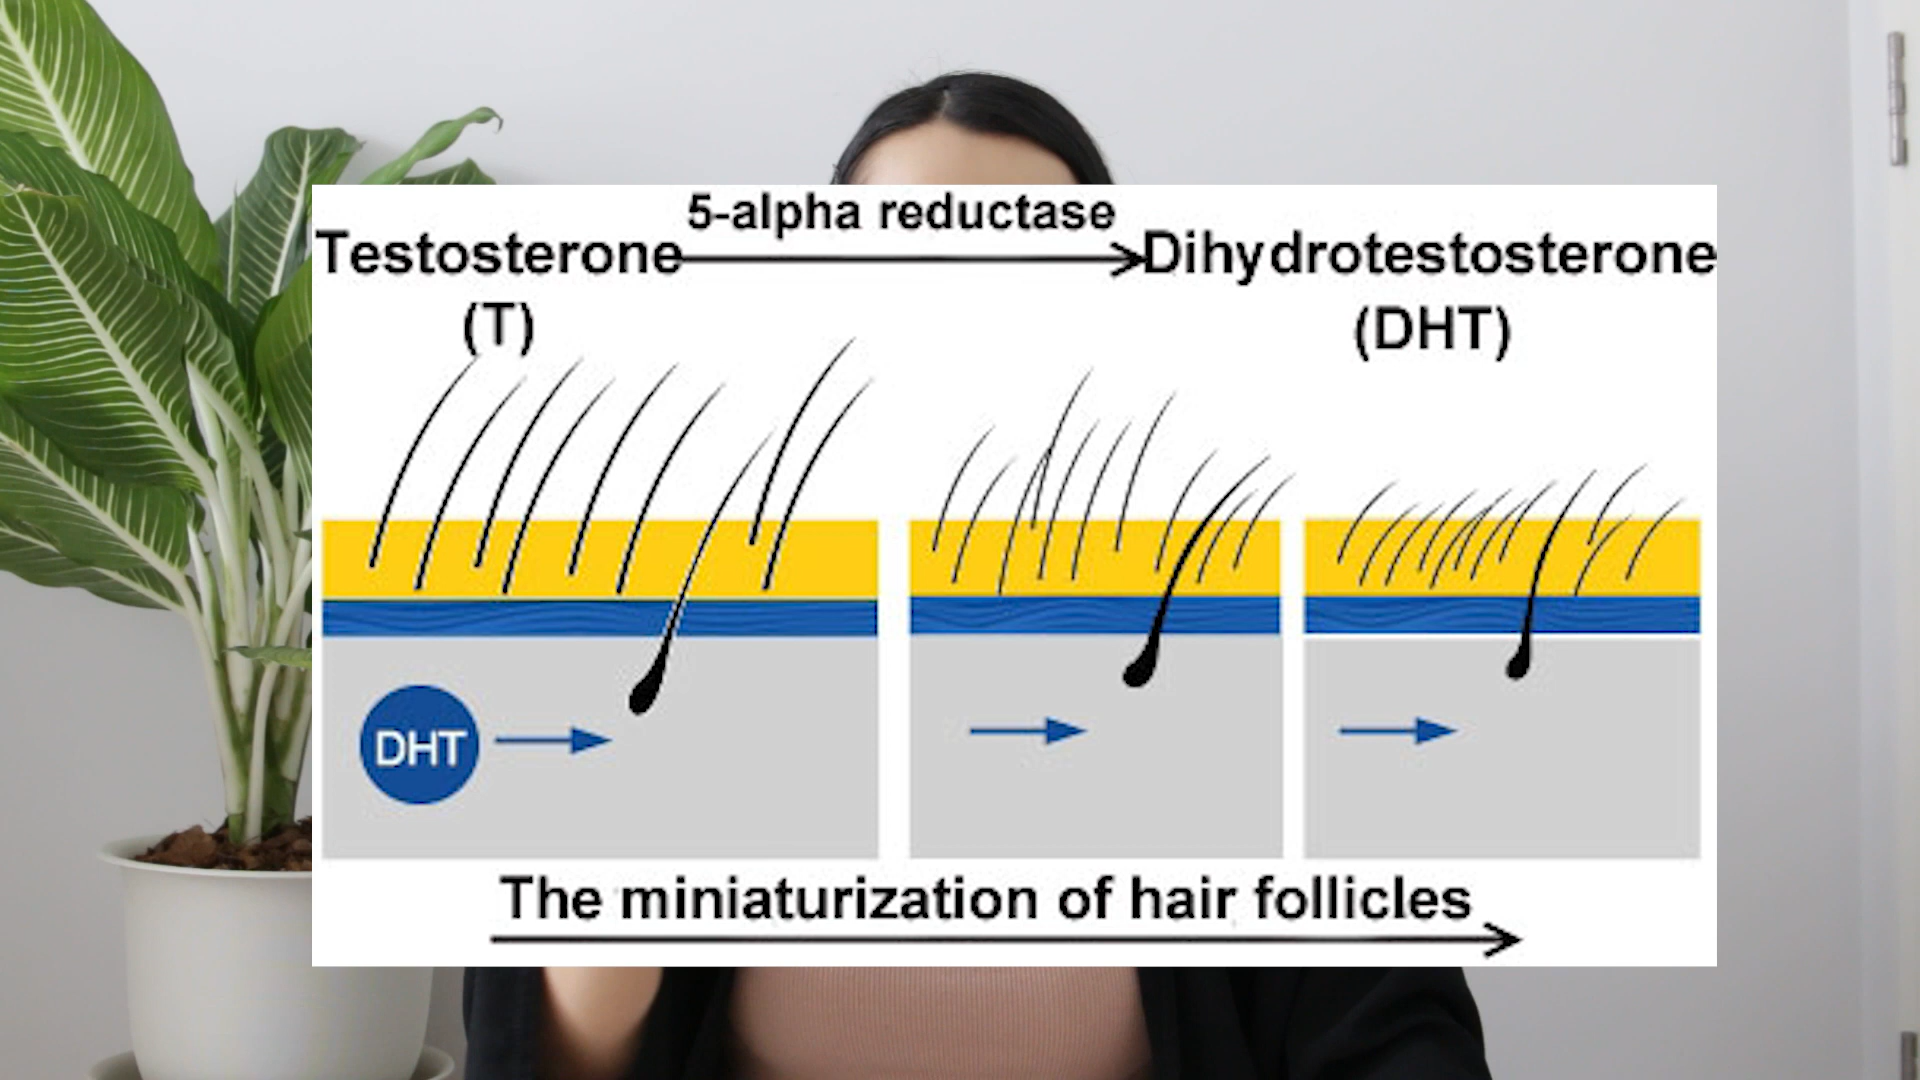 5-alpha reductase
Testosterone Dihydrotestosterone
(T) (DHT)
DHT
The miniaturization of hair follicles